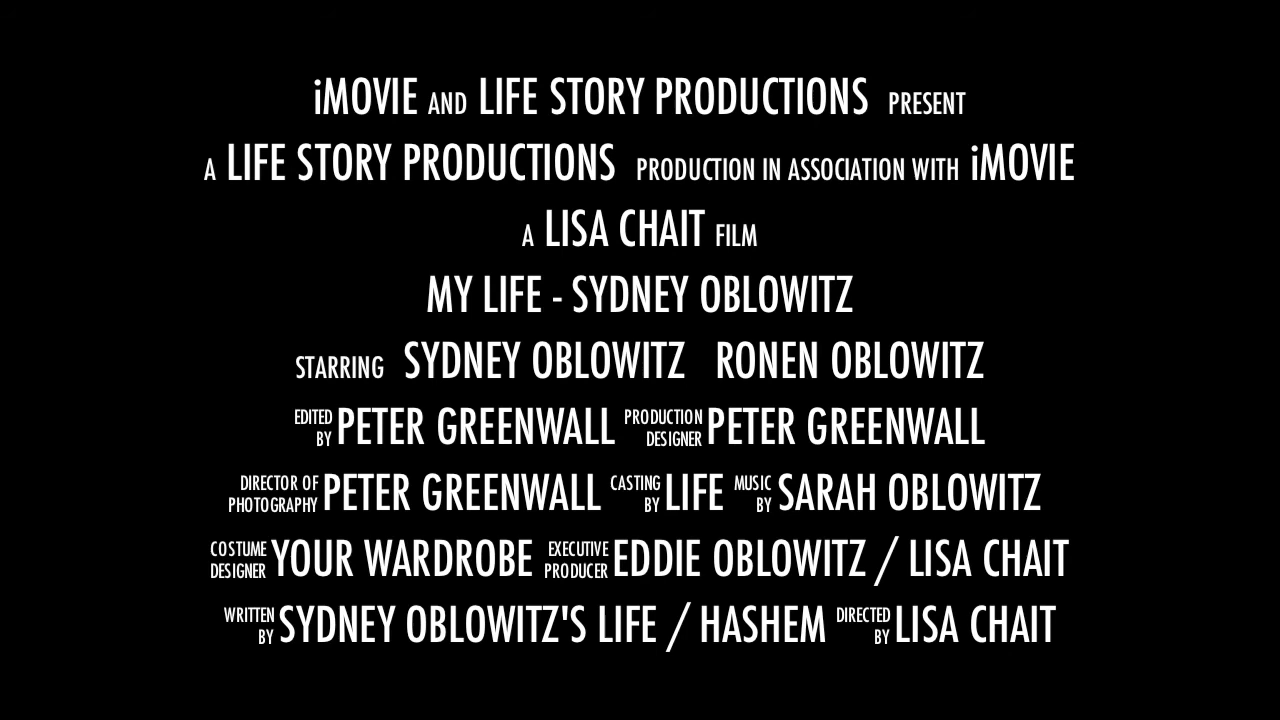 iMOVIE AND LIFE STORY PRODUCTIONS PRESENT
A LIFE STORY PRODUCTIONS PRODUCTION IN ASSOCIATION WITH iMOVIE
A LISA CHAIT FILM
MY LIFE - SYDNEY OBLOWITZ
STARRING SYDNEY OBLOWITZ RONEN OBLOWITZ
EDITED BY PETER GREENWALL PRODUCTION DESIGNER PETER GREENWALL
DIRECTOR OF PHOTOGRAPHY PETER GREENWALL CASTING BY LIFE MUSIC BY SARAH OBLOWITZ
COSTUME DESIGNER YOUR WARDROBE EXECUTIVE PRODUCER EDDIE OBLOWITZ / LISA CHAIT
WRITTEN BY SYDNEY OBLOWITZ'S LIFE / HASHEM DIRECTED BY LISA CHAIT